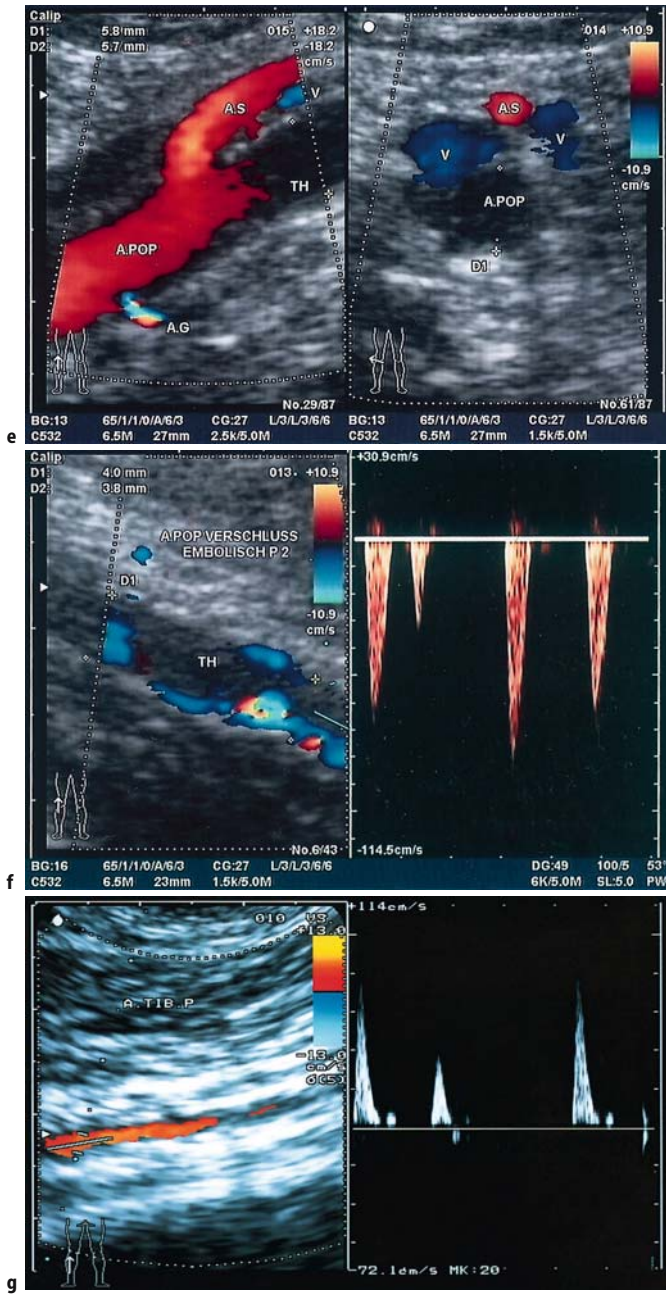 Calip
D1: 5.8 mm 015 +18.2
D2: 5.7 mm -18.2
cm/s
V
A.S
TH
A.POP
A.G
No.29/87
BG:13 65/1/1/0/A/6/3 CG:27 L/3/L/3/6/6
C532 6.5M 27mm 2.5k/5.0M
014 +10.9
A.S
V
V
A.POP
-10.9
cm/s
D1
No.61/87
BG:13 65/1/1/0/A/6/3 CG:27 L/3/L/3/6/6
C532 6.5M 27mm 1.5k/5.0M
e
Calip
D1: 4.0 mm 013. +10.9
D2: 3.8 mm
A.POP VERSCHLUSS
EMBOLISCH P 2
D1
-10.9
cm/s
TH
No.6/43
BG:16 65/1/1/0/A/6/3 CG:27 L/3/L/3/6/6
C532 6.5M 23mm 1.5k/5.0M
+30.9cm/s
-114.5cm/s
DG:49 100/5 53°
6K/5.0M SL:5.0 PW
f
010 VS
+13.0
A.TIB.P
-13.0
cm/s
+114cm/s
-72.1cm/s MK:20
g